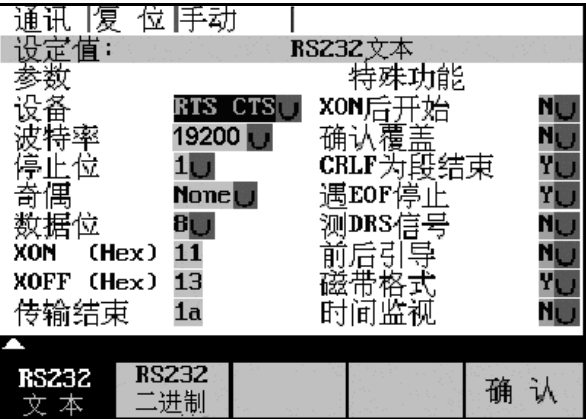 通讯 复 位 手动
设定值: RS232文本
参数 特殊功能
设备 RTS CTS XON后开始 N
波特率 19200 确认覆盖 N
停止位 1 CRLF为段结束 Y
奇偶 None 遇EOF停止 Y
数据位 8 测DRS信号 N
XON (Hex) 11 前后引导 N
XOFF (Hex) 13 磁带格式 Y
传输结束 1a 时间监视 N
RS232 文本 RS232 二进制 确 认